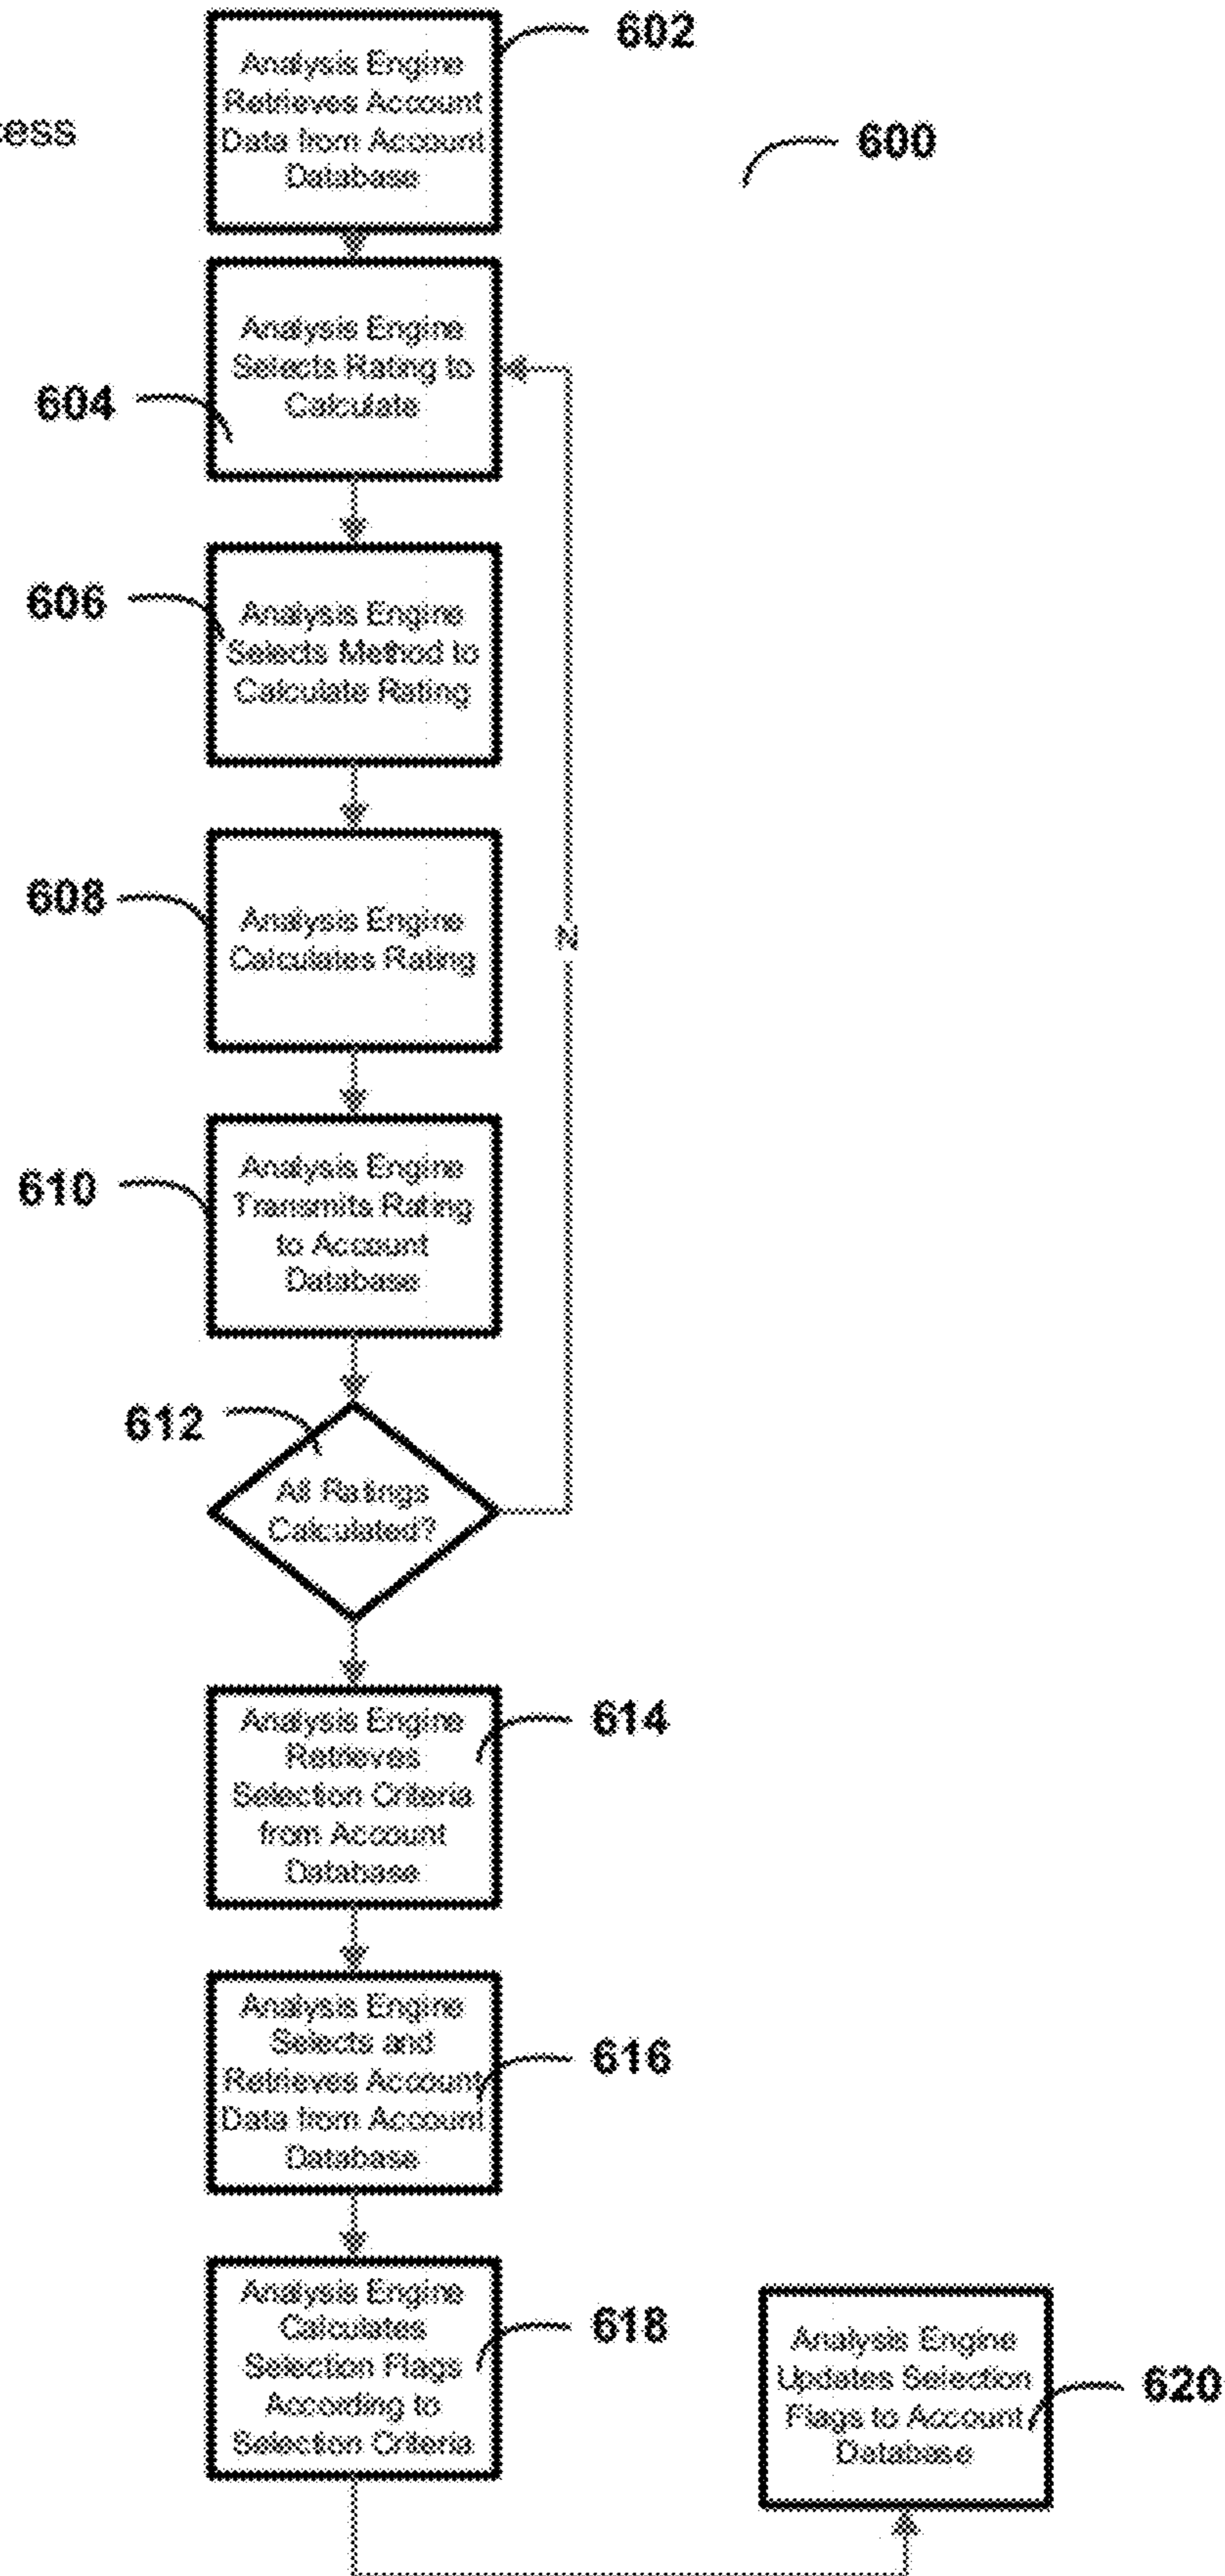 602
Analysis Engine
Retrieves Account
Data from Account
Database
cess
600
Analysis Engine
Selects Rating to
Calculate
604
606
Analysis Engine
Selects Method to
Calculate Rating
608
Analysis Engine
Calculates Rating
N
610
Analysis Engine
Transmits Rating
to Account
Database
612
All Ratings
Calculated?
614
Analysis Engine
Retrieves
Selection Criteria
from Account
Database
616
Analysis Engine
Selects and
Retrieves Account
Data from Account
Database
618
Analysis Engine
Calculates
Selection Flags
According to
Selection Criteria
Analysis Engine
Updates Selection
Flags to Account
Database
620